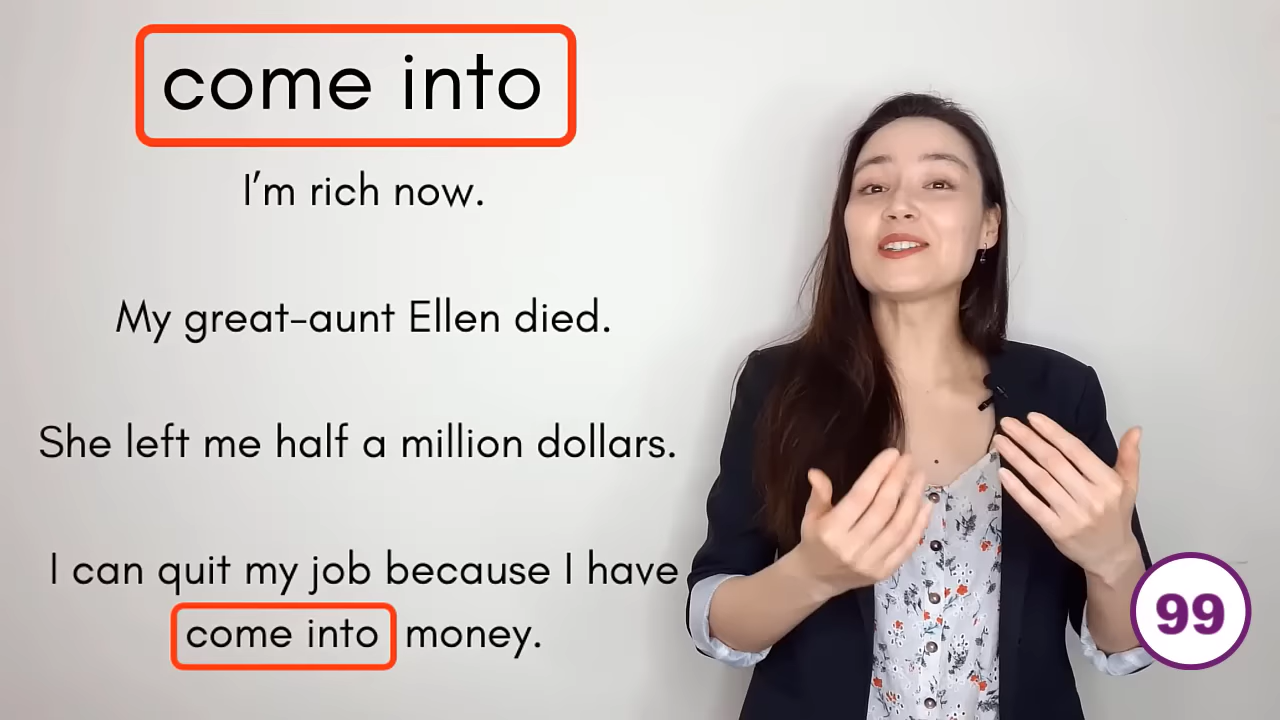 come into
I'm rich now.
My great-aunt Ellen died.
She left me half a million dollars.
I can quit my job because I have
come into money.
99